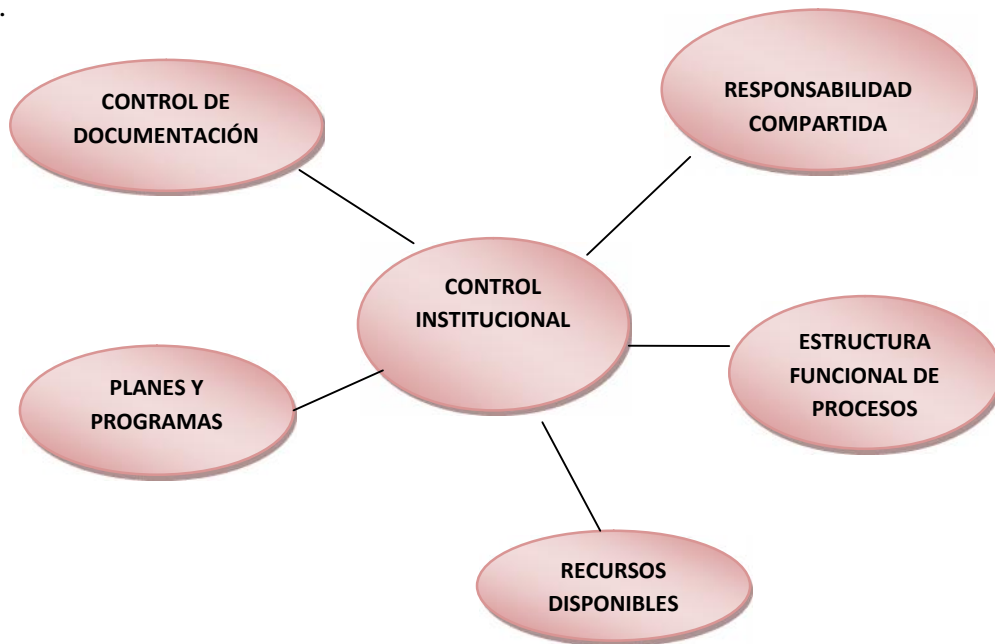 .
CONTROL DE
DOCUMENTACIÓN
RESPONSABILIDAD
COMPARTIDA
CONTROL
INSTITUCIONAL
ESTRUCTURA
FUNCIONAL DE
PROCESOS
PLANES Y
PROGRAMAS
RECURSOS
DISPONIBLES